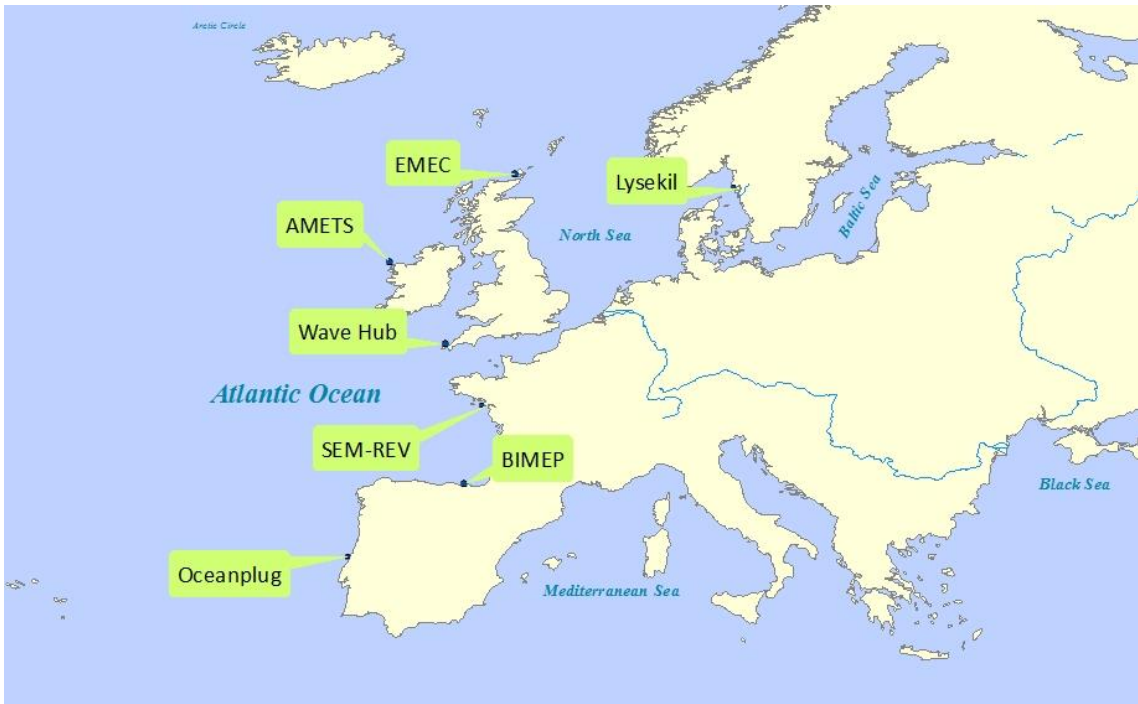 Arctic Circle
EMEC
Lysekil
AMETS
North Sea
Baltic Sea
Wave Hub
Atlantic Ocean
SEM-REV
BIMEP
Black Sea
Oceanplug
Mediterranean Sea